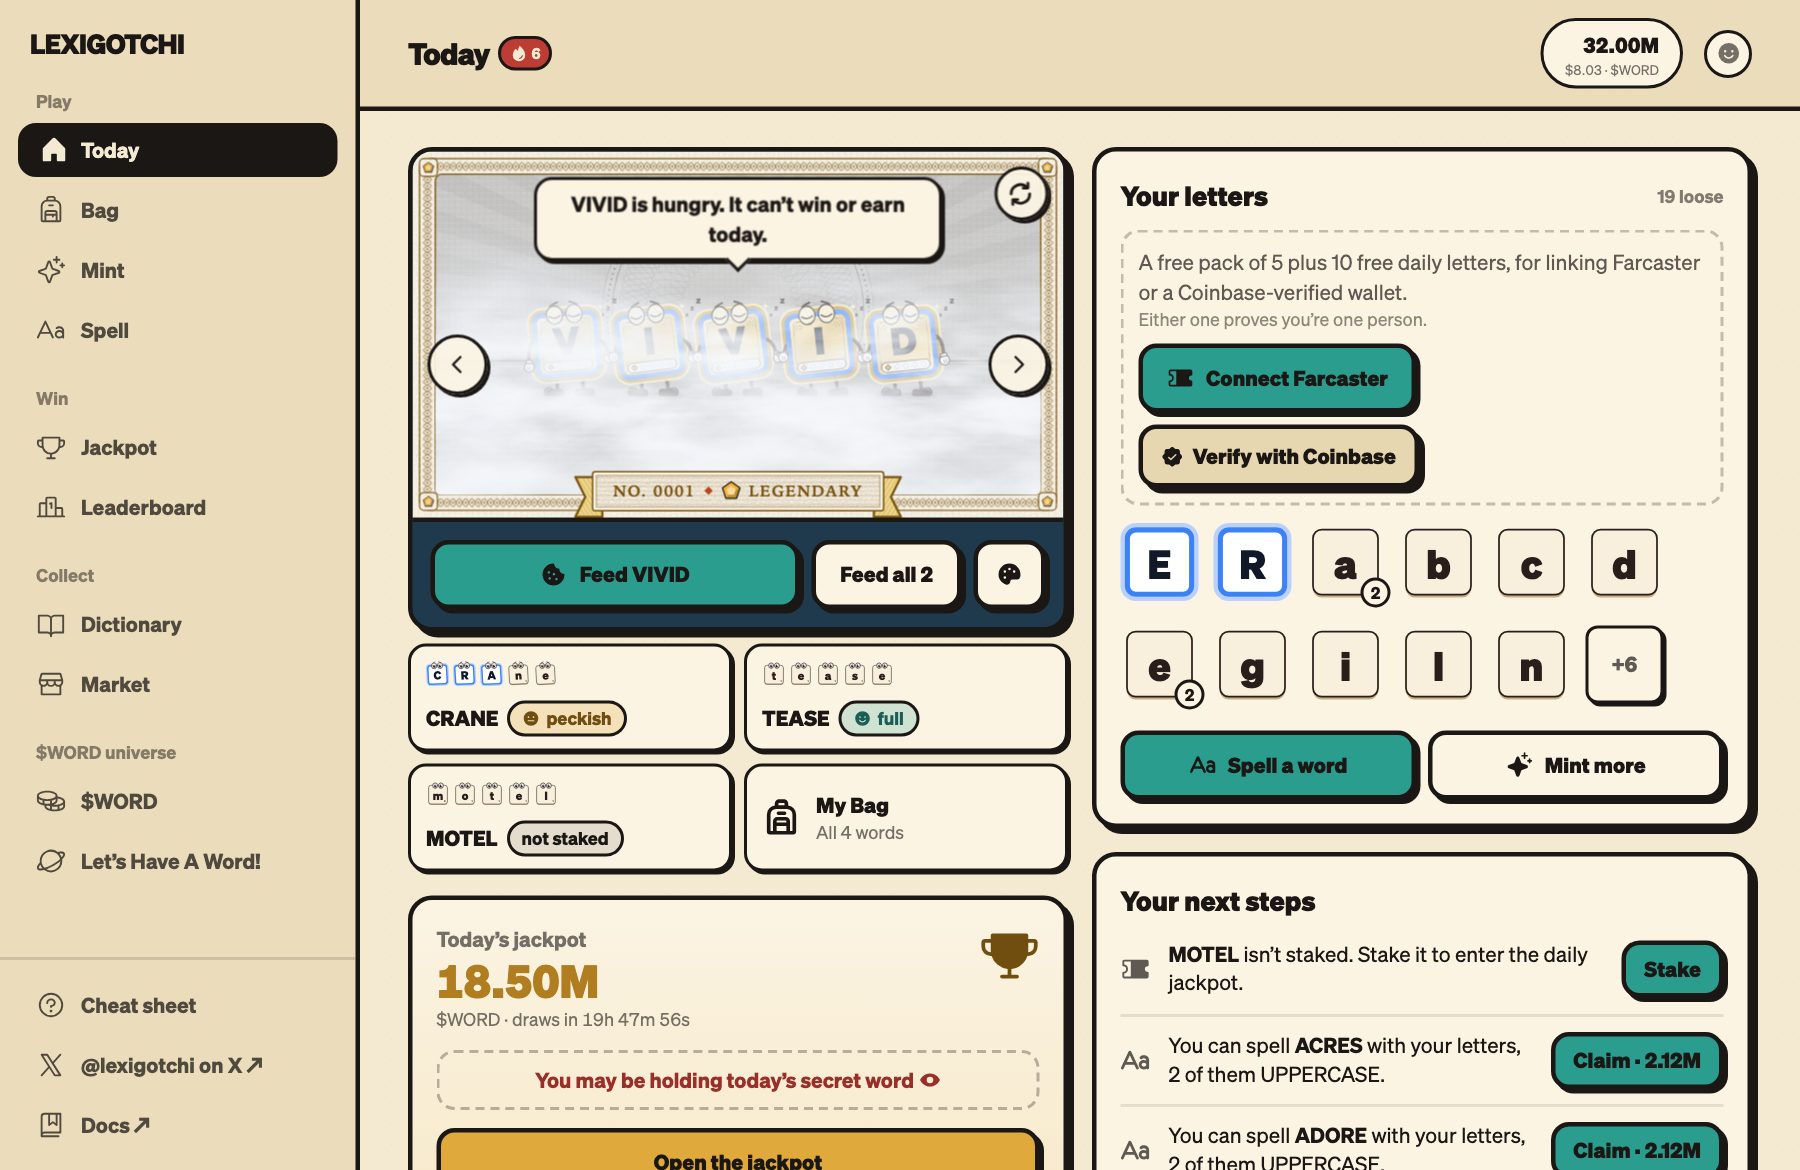 LEXIGOTCHI
Play
Today
Bag
Mint
Aa Spell
Win
Jackpot
Leaderboard
Collect
Dictionary
Market
$WORD universe
$WORD
Let's Have A Word!
Cheat sheet
@lexigotchi on X ↗
Docs ↗
Today 6
32.00M
$8.03 · $WORD
VIVID is hungry. It can't win or earn
today.
V I V I D
NO. 0001 ♦ LEGENDARY
Feed VIVID
Feed all 2
C R A n e
CRANE peckish
t e a s e
TEASE full
m o t e l
MOTEL not staked
My Bag
All 4 words
Today's jackpot
18.50M
$WORD · draws in 19h 47m 56s
You may be holding today's secret word
Open the jackpot
Your letters
19 loose
A free pack of 5 plus 10 free daily letters, for linking Farcaster
or a Coinbase-verified wallet.
Either one proves you're one person.
Connect Farcaster
Verify with Coinbase
E R a 2 b c d
e 2 g i l n +6
Aa Spell a word
Mint more
Your next steps
MOTEL isn't staked. Stake it to enter the daily
jackpot.
Stake
Aa You can spell ACRES with your letters,
2 of them UPPERCASE.
Claim · 2.12M
Aa You can spell ADORE with your letters,
2 of them UPPERCASE.
Claim · 2.12M